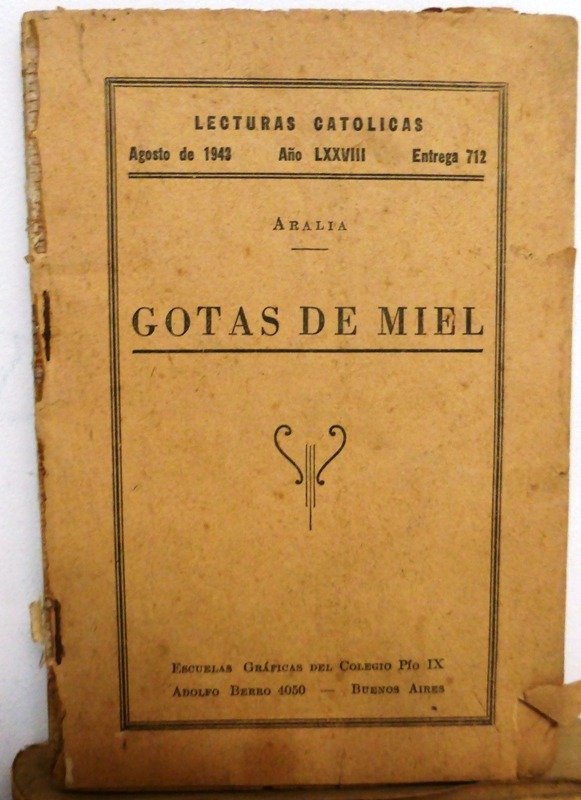 LECTURAS CATOLICAS
Agosto de 1943 Año LXXVIII Entrega 712
ARALIA
GOTAS DE MIEL
ESCUELAS GRÁFICAS DEL COLEGIO PÍO IX
ADOLFO BERRO 4050 — BUENOS AIRES